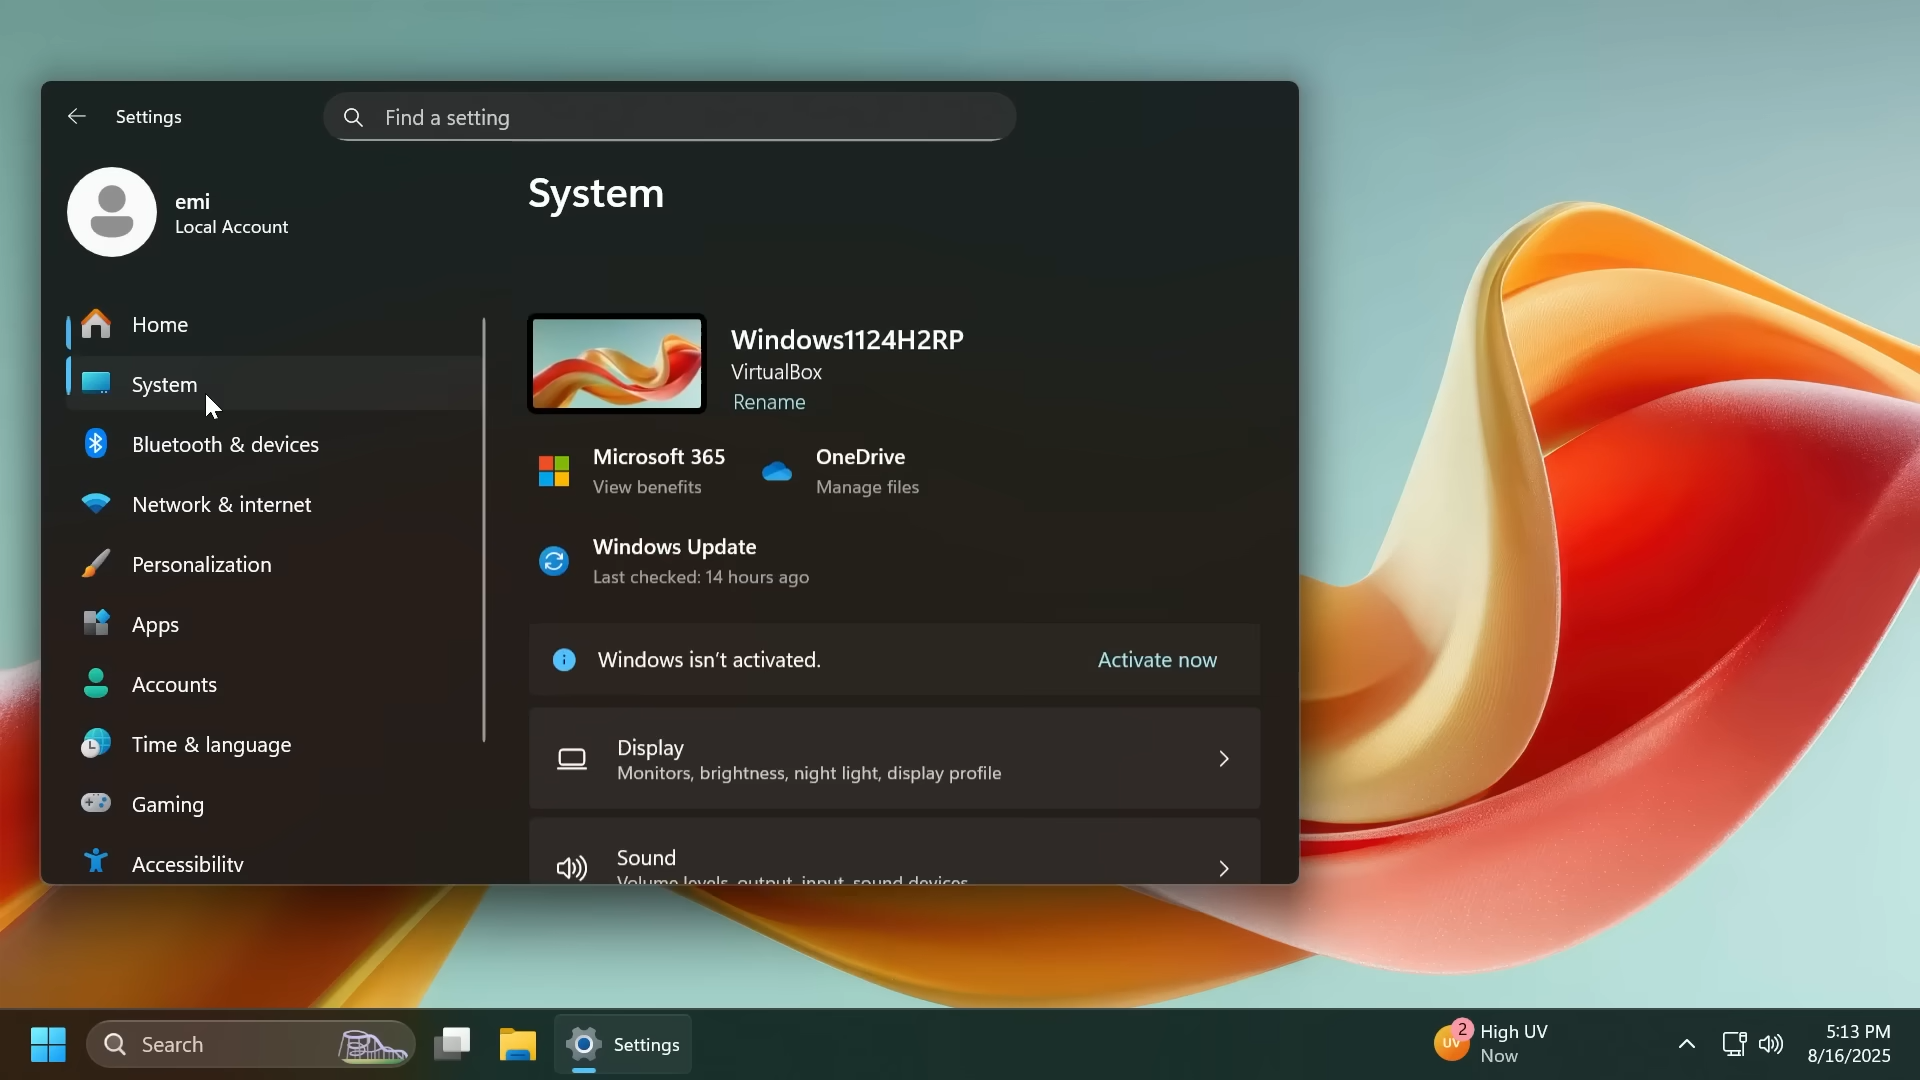 Settings
Find a setting
emi
Local Account
Home
System
Bluetooth & devices
Network & internet
Personalization
Apps
Accounts
Time & language
Gaming
Accessibility
System
Windows1124H2RP
VirtualBox
Rename
Microsoft 365
View benefits
OneDrive
Manage files
Windows Update
Last checked: 14 hours ago
Windows isn't activated.
Activate now
Display
Monitors, brightness, night light, display profile
Sound
Volume levels, output, input, sound devices
Search
Settings
UV
2
High UV
Now
5:13 PM
8/16/2025